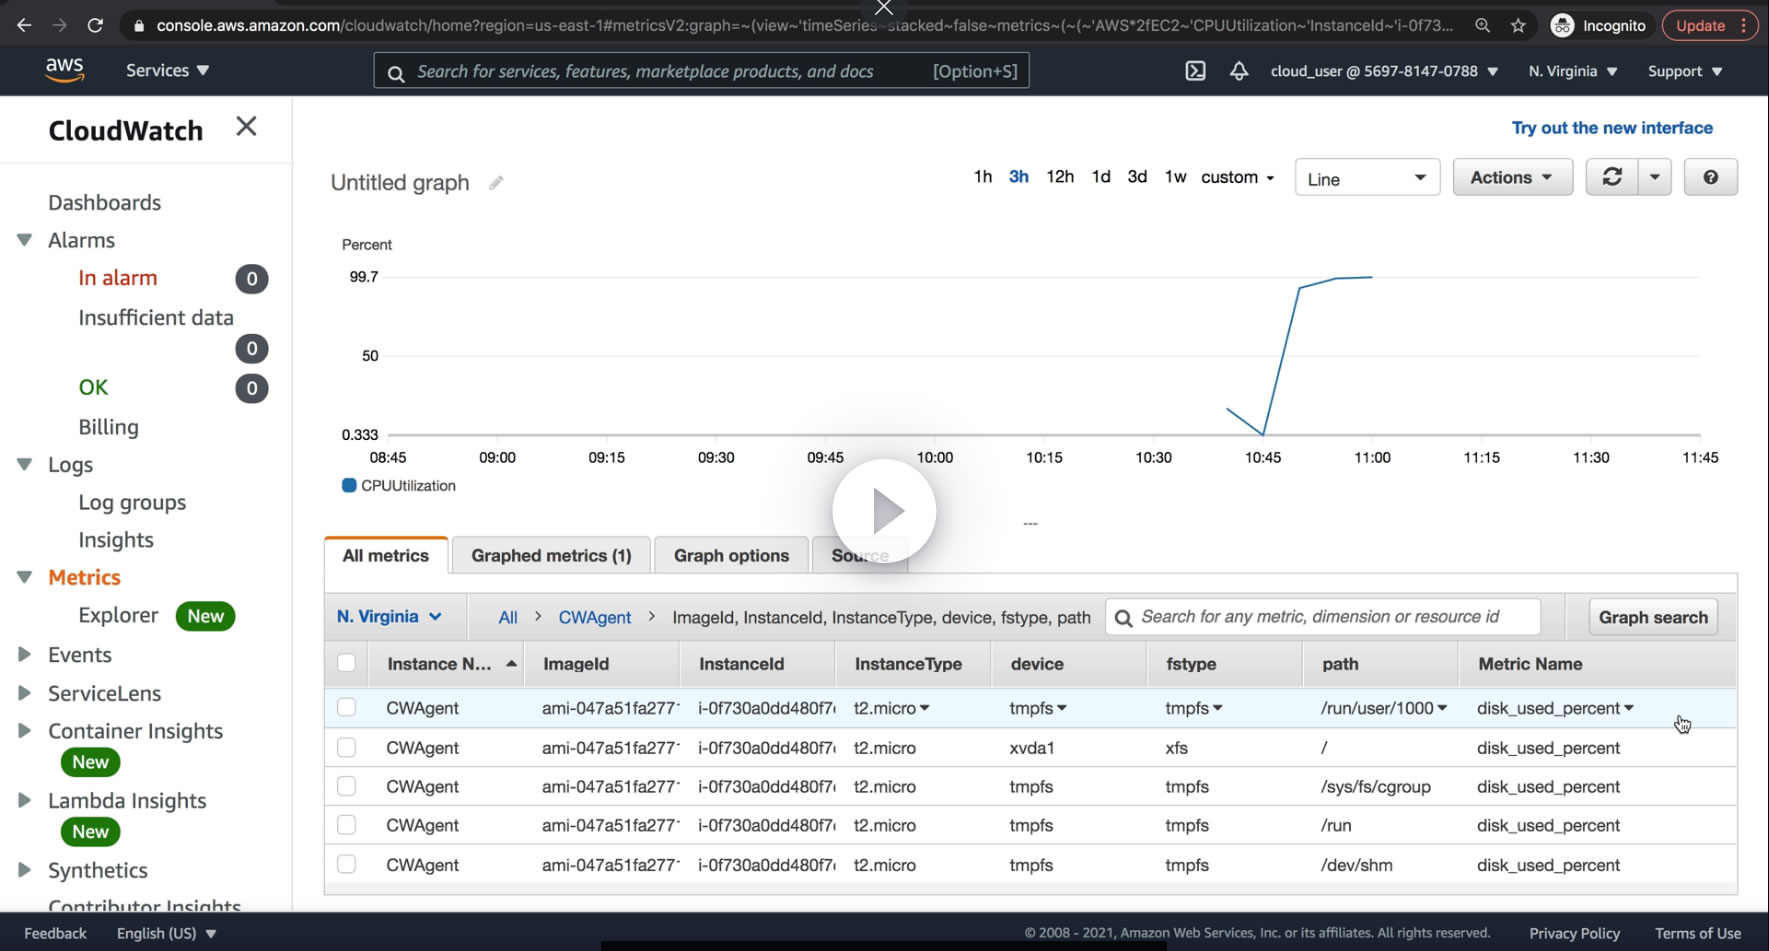 console.aws.amazon.com/cloudwatch/home?region=us-east-1#metricsV2:graph=~(view~'timeSeries~stacked~false~metrics~(~(~'AWS*2fEC2~'CPUUtilization~'InstanceId~'i-0f73...
Incognito
Update
aws
Services
Search for services, features, marketplace products, and docs
[Option+S]
cloud_user @ 5697-8147-0788
N. Virginia
Support
CloudWatch
Dashboards
Alarms
In alarm
0
Insufficient data
0
OK
0
Billing
Logs
Log groups
Insights
Metrics
Explorer
New
Events
ServiceLens
Container Insights
New
Lambda Insights
New
Synthetics
Contributor Insights
Try out the new interface
Untitled graph
1h 3h 12h 1d 3d 1w custom
Line
Actions
?
Percent
99.7
50
0.333
08:45 09:00 09:15 09:30 09:45 10:00 10:15 10:30 10:45 11:00 11:15 11:30 11:45
CPUUtilization
All metrics
Graphed metrics (1)
Graph options
Source
N. Virginia
All > CWAgent > ImageId, InstanceId, InstanceType, device, fstype, path
Search for any metric, dimension or resource id
Graph search
Instance N... ImageId InstanceId InstanceType device fstype path Metric Name
CWAgent ami-047a51fa277 i-0f730a0dd480f7 t2.micro tmpfs tmpfs /run/user/1000 disk_used_percent
CWAgent ami-047a51fa277 i-0f730a0dd480f7 t2.micro xvda1 xfs / disk_used_percent
CWAgent ami-047a51fa277 i-0f730a0dd480f7 t2.micro tmpfs tmpfs /sys/fs/cgroup disk_used_percent
CWAgent ami-047a51fa277 i-0f730a0dd480f7 t2.micro tmpfs tmpfs /run disk_used_percent
CWAgent ami-047a51fa277 i-0f730a0dd480f7 t2.micro tmpfs tmpfs /dev/shm disk_used_percent
Feedback
English (US)
© 2008 - 2021, Amazon Web Services, Inc. or its affiliates. All rights reserved.
Privacy Policy
Terms of Use